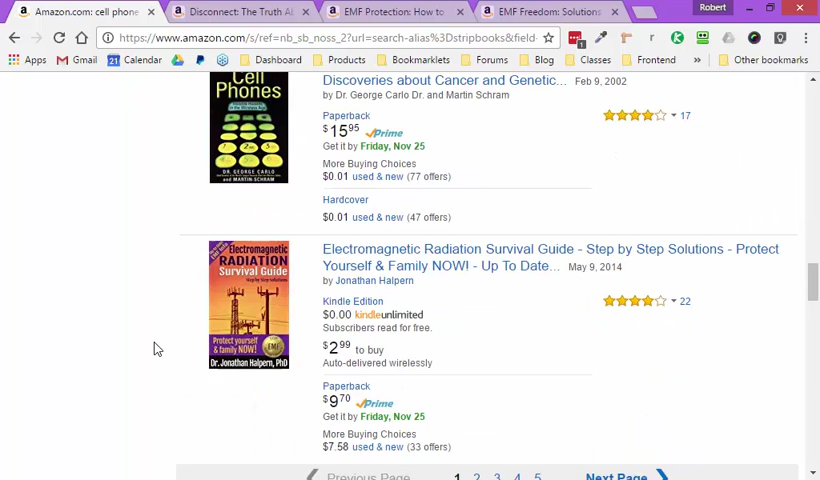 Amazon.com: cell phone
Disconnect: The Truth Ab
EMF Protection: How to
EMF Freedom: Solutions
Robert
https://www.amazon.com/s/ref=nb_sb_noss_2?url=search-alias%3Dstripbooks&field-
Apps
Gmail
Calendar
Dashboard
Products
Bookmarklets
Forums
Blog
Frontend
Other bookmarks
Cell
Phones
DR. GEORGE CARLO
AND MARTIN SCHRAM
Discoveries about Cancer and Genetic... Feb 9, 2002
by Dr. George Carlo Dr. and Martin Schram
Paperback
$15 95 Prime
Get it by Friday, Nov 25
More Buying Choices
$0.01 used & new (77 offers)
Hardcover
$0.01 used & new (47 offers)
17
Electromagnetic
RADIATION
Survival Guide
Step by Step Solutions
Protect yourself
& family NOW!
EMF
Dr. Jonathan Halpern, PhD
Electromagnetic Radiation Survival Guide - Step by Step Solutions - Protect
Yourself & Family NOW! - Up To Date... May 9, 2014
by Jonathan Halpern
Kindle Edition
$0.00 kindleunlimited
Subscribers read for free.
$2 99 to buy
Auto-delivered wirelessly
Paperback
$9 70 Prime
Get it by Friday, Nov 25
More Buying Choices
$7.58 used & new (33 offers)
22
Previous Page 1 2 3 4 5 Next Page